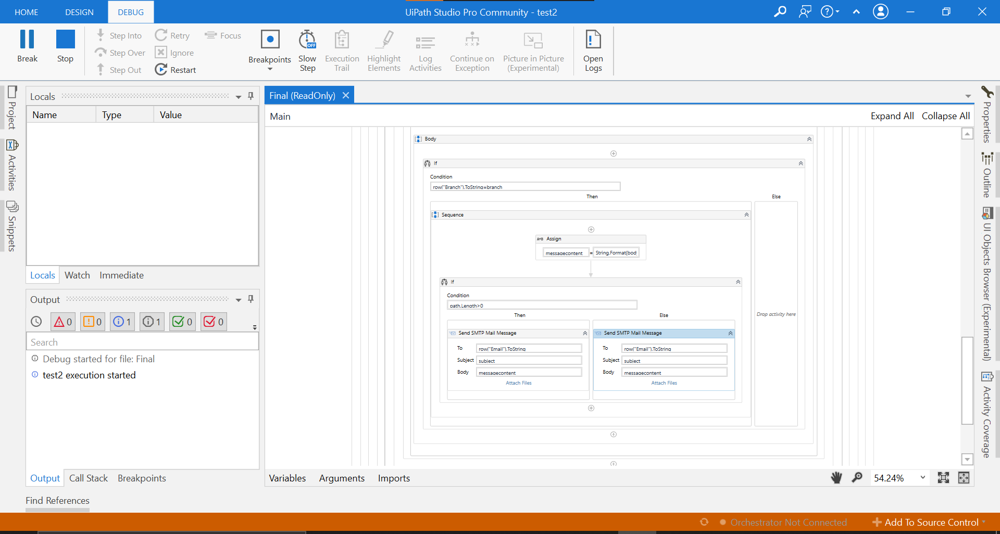 HOME DESIGN DEBUG UiPath Studio Pro Community - test2
Break
Stop
Step Into
Step Over
Step Out
Retry
Ignore
Restart
Focus
Breakpoints
Slow
Step
OFF
Execution
Trail
Highlight
Elements
Log
Activities
Continue on
Exception
Picture in Picture
(Experimental)
Open
Logs
Project
Activities
Snippets
Locals
Name Type Value
Locals Watch Immediate
Output
0 0 1 1 0 0
Search
Debug started for file: Final
test2 execution started
Output Call Stack Breakpoints
Find References
Final (ReadOnly)
Main Expand All Collapse All
Body
If
Condition
row("Branch").ToString=branch
Then Else
Sequence
A+B Assign
messagecontent = String.Format(bod
If
Condition
path.Length>0
Then Else
Drop activity here
Send SMTP Mail Message
To row("Email").ToString
Subject subject
Body messagecontent
Attach Files
Send SMTP Mail Message
To row("Email").ToString
Subject subject
Body messagecontent
Attach Files
Variables Arguments Imports 54.24%
Properties
Outline
UI Objects Browser (Experimental)
Activity Coverage
Orchestrator Not Connected Add To Source Control